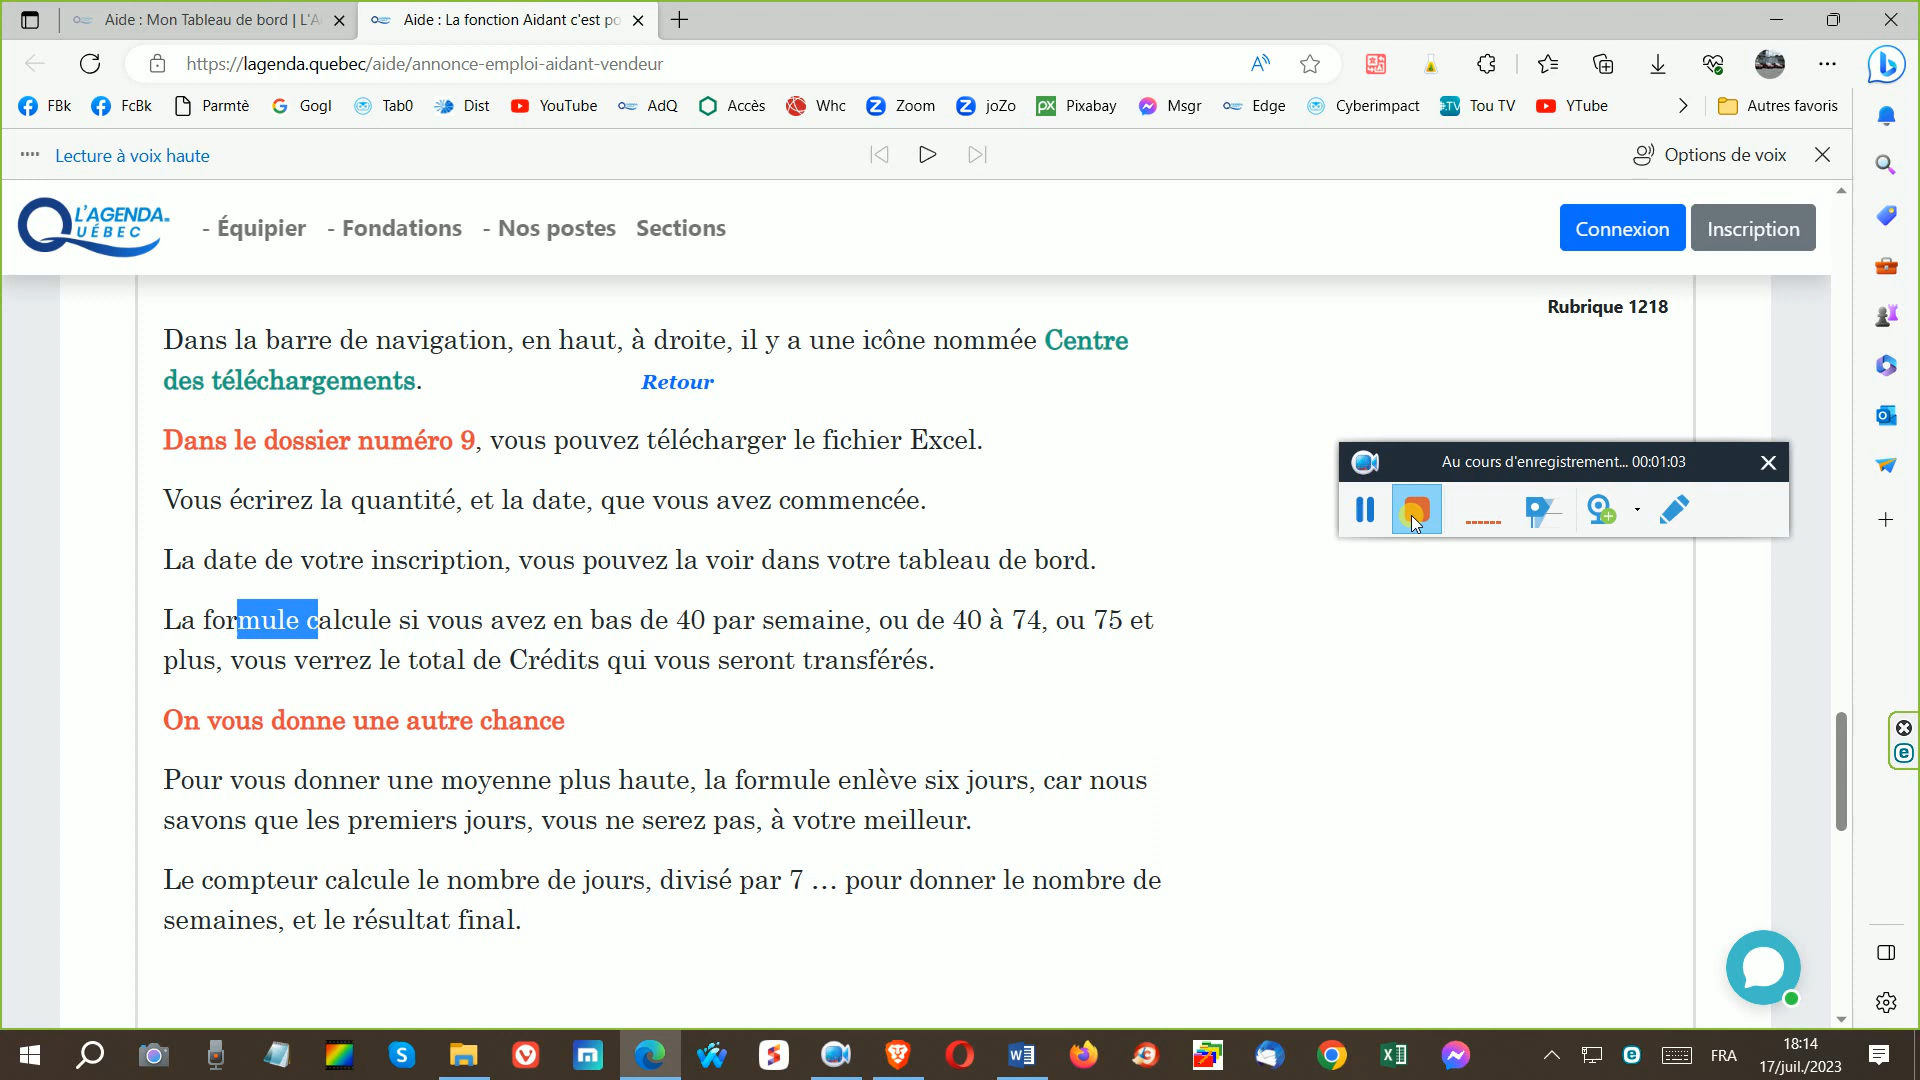 Aide : Mon Tableau de bord | L'A
Aide : La fonction Aidant c'est po
https://lagenda.quebec/aide/annonce-emploi-aidant-vendeur
FBk
FcBk
Parmtè
Gogl
Tab0
Dist
YouTube
AdQ
Accès
Whc
Zoom
joZo
Pixabay
Msgr
Edge
Cyberimpact
Tou TV
YTube
Autres favoris
Lecture à voix haute
Options de voix
L'AGENDA
QUÉBEC
- Équipier - Fondations - Nos postes Sections
Connexion
Inscription
Rubrique 1218
Dans la barre de navigation, en haut, à droite, il y a une icône nommée Centre
des téléchargements. Retour
Dans le dossier numéro 9, vous pouvez télécharger le fichier Excel.
Au cours d'enregistrement... 00:01:03
Vous écrirez la quantité, et la date, que vous avez commencée.
La date de votre inscription, vous pouvez la voir dans votre tableau de bord.
La formule calcule si vous avez en bas de 40 par semaine, ou de 40 à 74, ou 75 et
plus, vous verrez le total de Crédits qui vous seront transférés.
On vous donne une autre chance
Pour vous donner une moyenne plus haute, la formule enlève six jours, car nous
savons que les premiers jours, vous ne serez pas, à votre meilleur.
Le compteur calcule le nombre de jours, divisé par 7 ... pour donner le nombre de
semaines, et le résultat final.
FRA
18:14
17/juil./2023